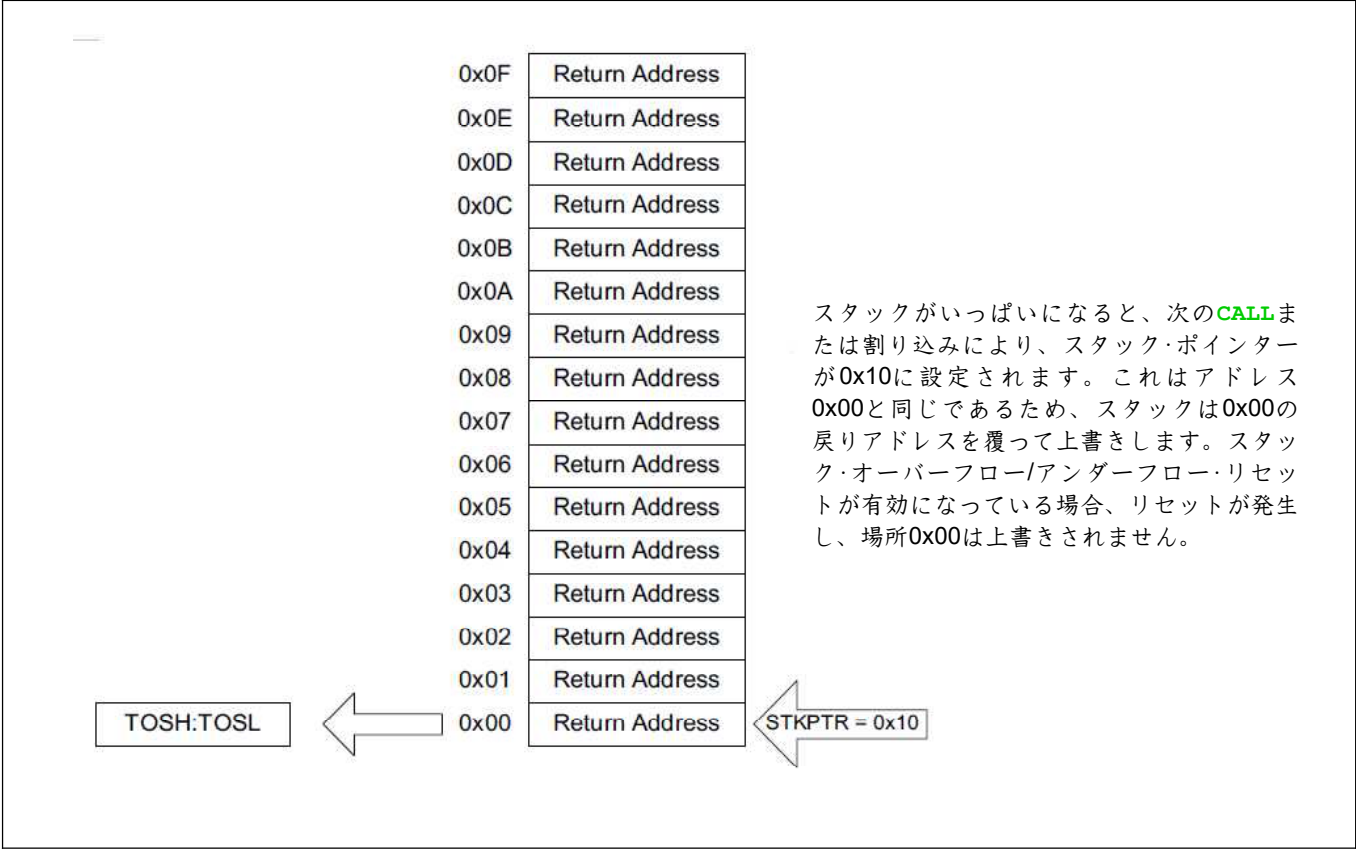 0x0F Return Address
0x0E Return Address
0x0D Return Address
0x0C Return Address
0x0B Return Address
0x0A Return Address
0x09 Return Address
0x08 Return Address
0x07 Return Address
0x06 Return Address
0x05 Return Address
0x04 Return Address
0x03 Return Address
0x02 Return Address
0x01 Return Address
TOSH:TOSL 0x00 Return Address STKPTR = 0x10
スタックがいっぱいになると、次のCALLま
たは割り込みにより、スタック·ポインター
が0x10に設定されます。これはアドレス
0x00と同じであるため、スタックは0x00の
戻りアドレスを覆って上書きします。スタッ
ク·オーバーフロー/アンダーフロー·リセッ
トが有効になっている場合、リセットが発生
し、場所0x00は上書きされません。